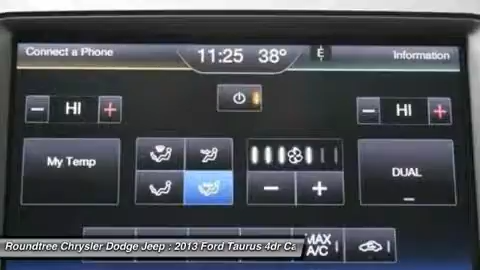 Connect a Phone
11:25 38°
E
Information
HI
HI
My Temp
DUAL
MAX
A/C
Roundtree Chrysler Dodge Jeep : 2013 Ford Taurus 4dr Ca